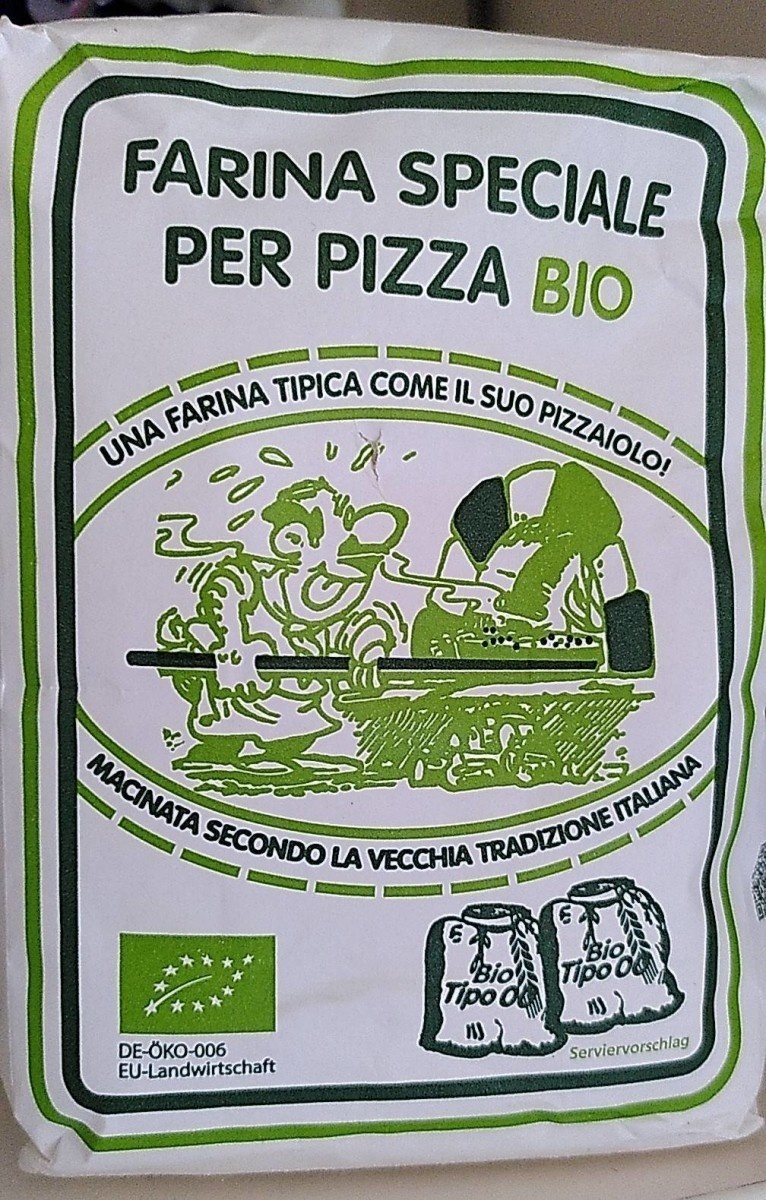 FARINA SPECIALE
PER PIZZA BIO
UNA FARINA TIPICA COME IL SUO PIZZAIOLO!
MACINATA SECONDO LA VECCHIA TRADIZIONE ITALIANA
Bio
Tipo 00
Bio
Tipo 00
Serviervorschlag
DE-ÖKO-006
EU-Landwirtschaft